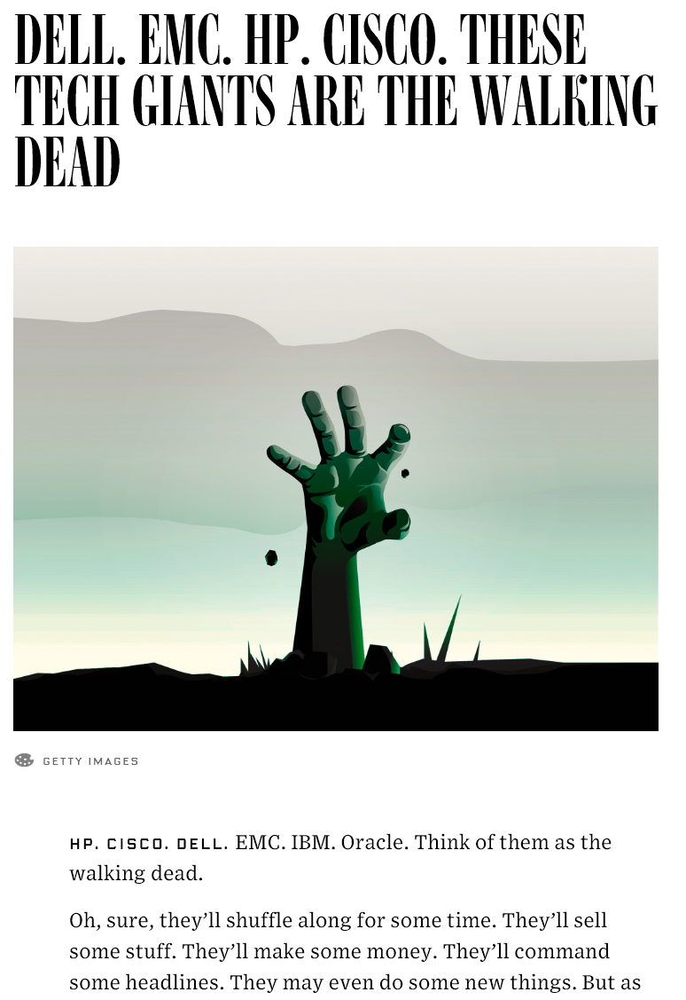 DELL. EMC. HP. CISCO. THESE
TECH GIANTS ARE THE WALKING
DEAD
GETTY IMAGES
HP. CISCO. DELL. EMC. IBM. Oracle. Think of them as the
walking dead.
Oh, sure, they’ll shuffle along for some time. They’ll sell
some stuff. They’ll make some money. They’ll command
some headlines. They may even do some new things. But as